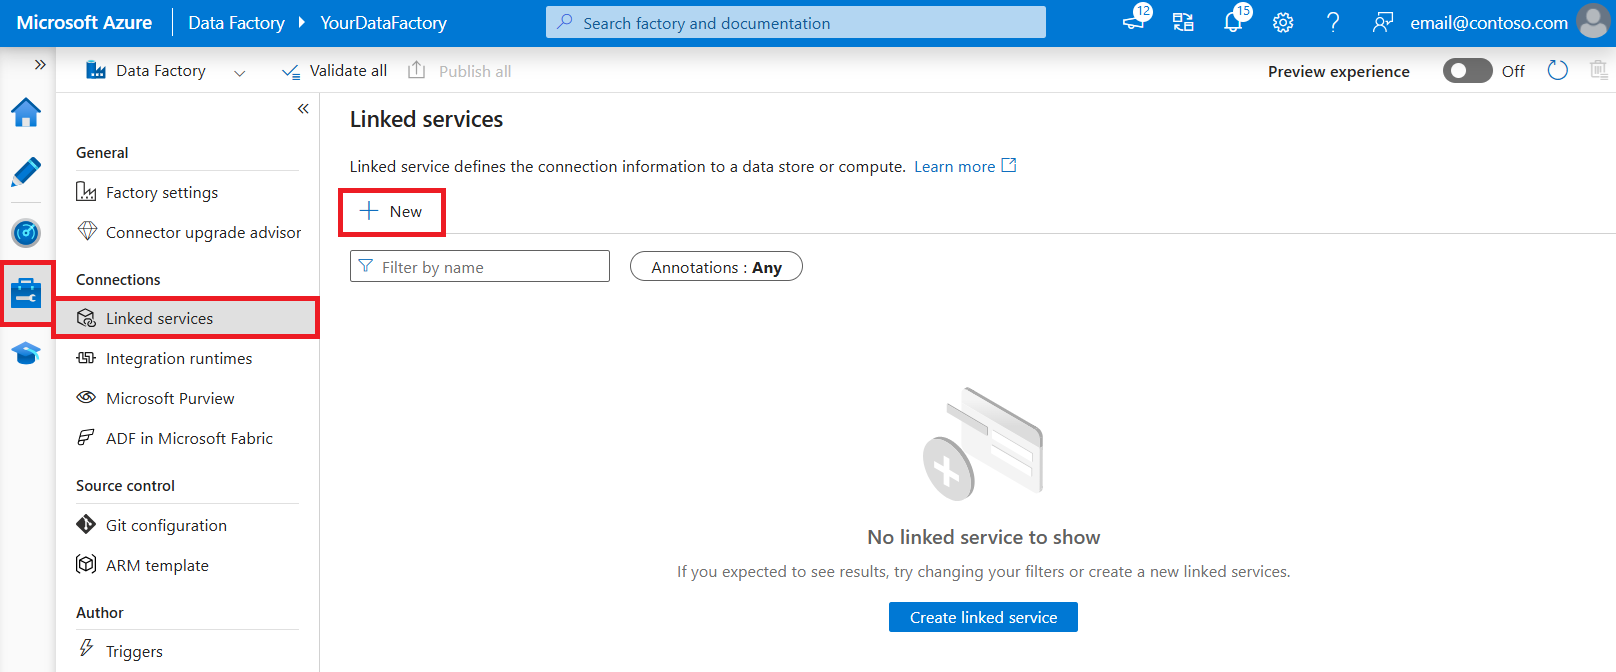 Microsoft Azure
Data Factory
YourDataFactory
Search factory and documentation
12
15
email@contoso.com
Data Factory
Validate all
Publish all
Preview experience
Off
General
Factory settings
Connector upgrade advisor
Connections
Linked services
Integration runtimes
Microsoft Purview
ADF in Microsoft Fabric
Source control
Git configuration
ARM template
Author
Triggers
Linked services
Linked service defines the connection information to a data store or compute. Learn more
New
Filter by name
Annotations : Any
No linked service to show
If you expected to see results, try changing your filters or create a new linked services.
Create linked service